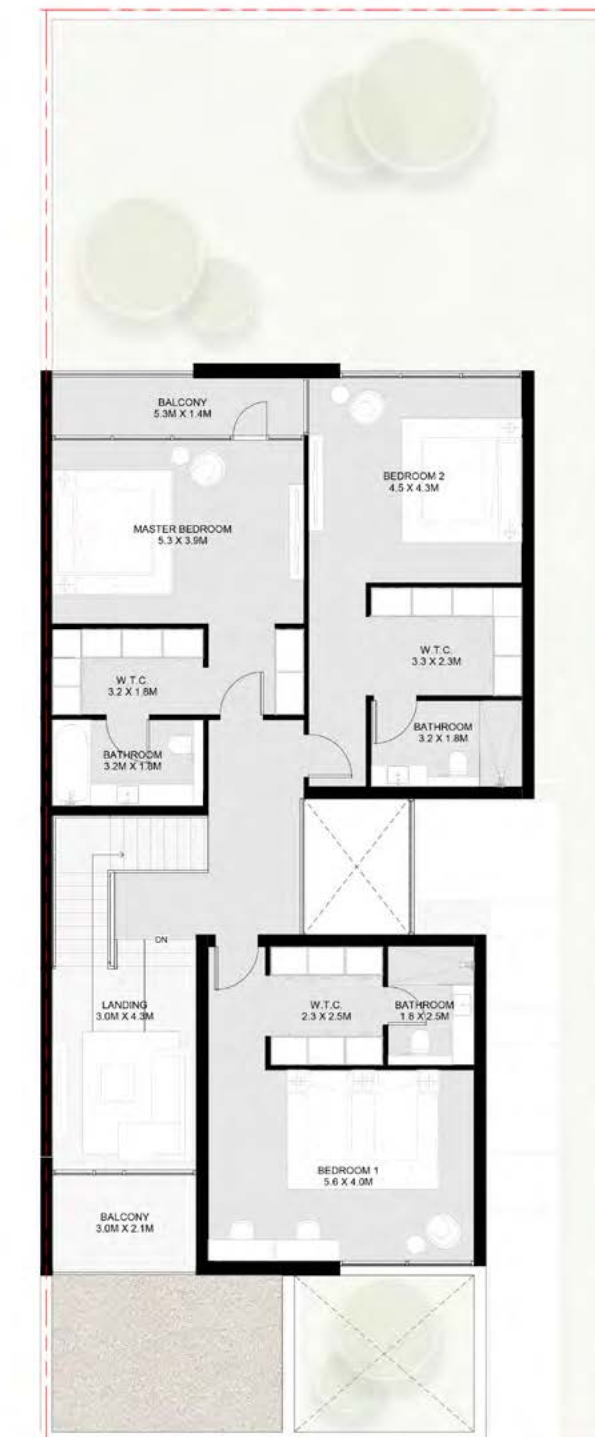 BALCONY
5.3M X 1.4M
BEDROOM 2
4.5 X 4.3M
MASTER BEDROOM
5.3 X 3.9M
W.T.C.
3.3 X 2.3M
W.T.C.
3.2 X 1.8M
BATHROOM
3.2 X 1.8M
BATHROOM
3.2M X 1.8M
DN
LANDING
3.0M X 4.3M
W.T.C.
2.3 X 2.5M
BATHROOM
1.8 X 2.5M
BEDROOM 1
5.6 X 4.0M
BALCONY
3.0M X 2.1M